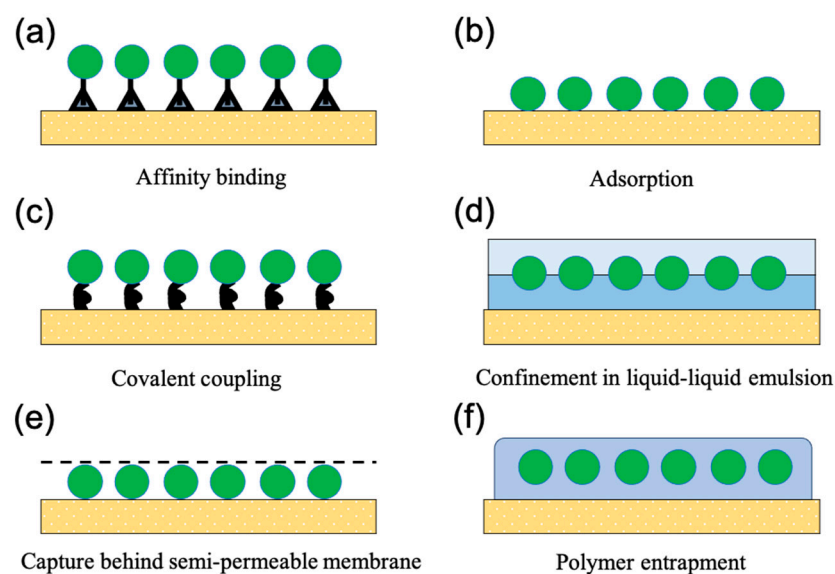 (a)
(b)
Affinity binding
Adsorption
(c)
(d)
Covalent coupling
Confinement in liquid-liquid emulsion
(e)
(f)
Capture behind semi-permeable membrane
Polymer entrapment